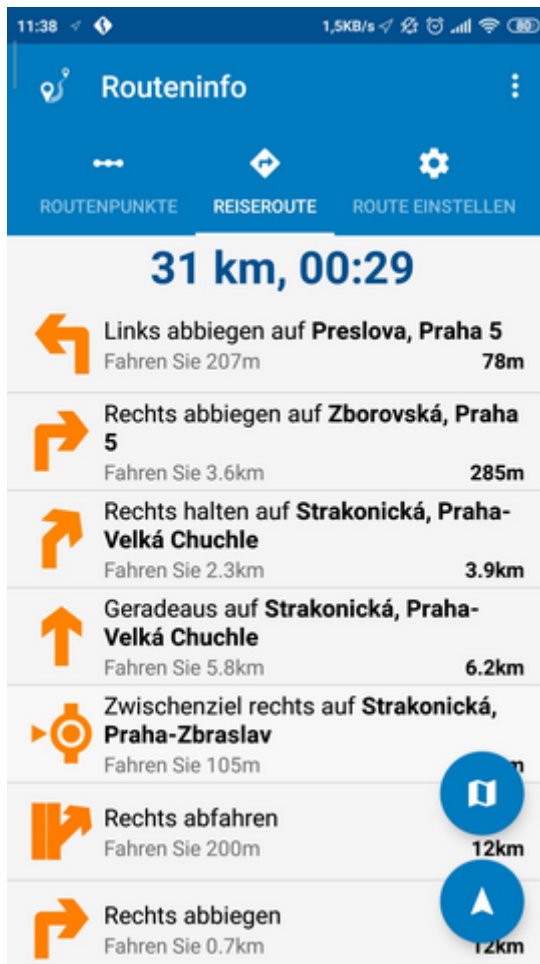 11:38
1,5KB/s
80
Routeninfo
ROUTENPUNKTE
REISEROUTE
ROUTE EINSTELLEN
31 km, 00:29
Links abbiegen auf Preslova, Praha 5
Fahren Sie 207m
78m
Rechts abbiegen auf Zborovská, Praha
5
Fahren Sie 3.6km
285m
Rechts halten auf Strakonická, Praha-
Velká Chuchle
Fahren Sie 2.3km
3.9km
Geradeaus auf Strakonická, Praha-
Velká Chuchle
Fahren Sie 5.8km
6.2km
Zwischenziel rechts auf Strakonická,
Praha-Zbraslav
Fahren Sie 105m
Rechts abfahren
Fahren Sie 200m
12km
Rechts abbiegen
Fahren Sie 0.7km
12km